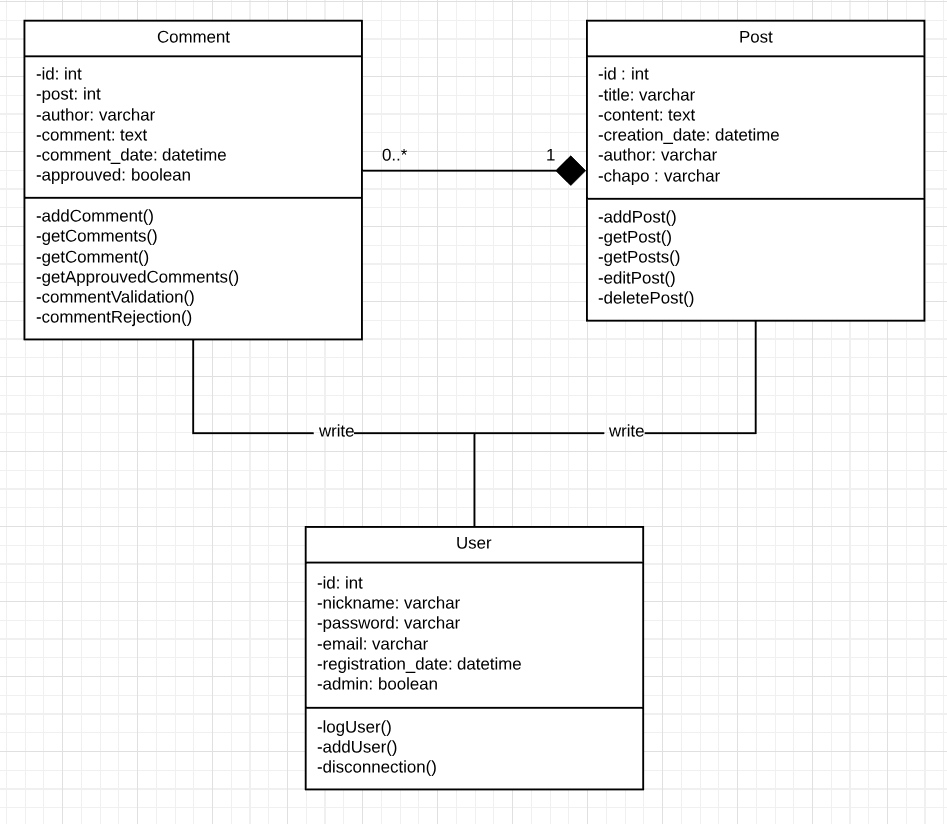 Comment
-id: int
-post: int
-author: varchar
-comment: text
-comment_date: datetime
-approuved: boolean
-addComment()
-getComments()
-getComment()
-getApprouvedComments()
-commentValidation()
-commentRejection()
0..*
1
Post
-id : int
-title: varchar
-content: text
-creation_date: datetime
-author: varchar
-chapo : varchar
-addPost()
-getPost()
-getPosts()
-editPost()
-deletePost()
write
write
User
-id: int
-nickname: varchar
-password: varchar
-email: varchar
-registration_date: datetime
-admin: boolean
-logUser()
-addUser()
-disconnection()